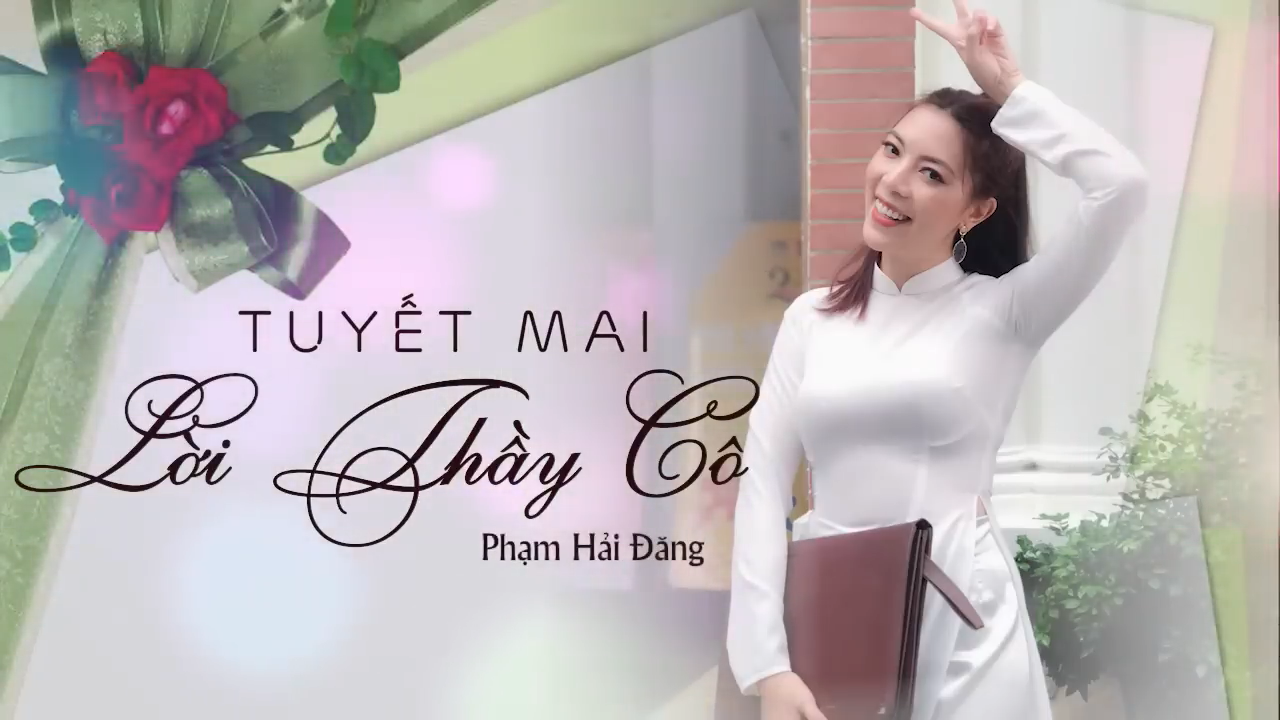 TUYẾT MAI
Lời Thầy Cô
Phạm Hải Đăng